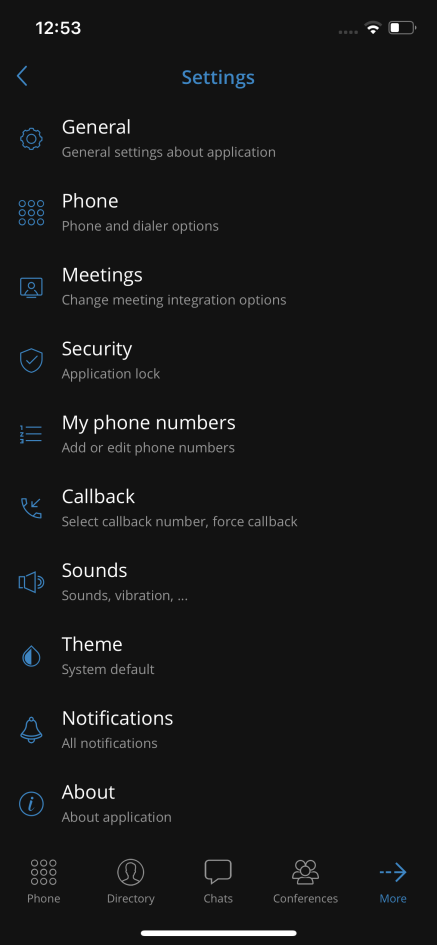 12:53
Settings
General
General settings about application
Phone
Phone and dialer options
Meetings
Change meeting integration options
Security
Application lock
My phone numbers
Add or edit phone numbers
Callback
Select callback number, force callback
Sounds
Sounds, vibration, ...
Theme
System default
Notifications
All notifications
About
About application
Phone Directory Chats Conferences More